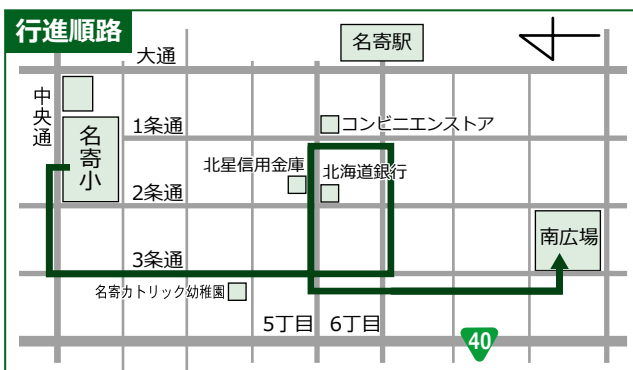 行進順路
名寄駅
大通
中央通
1条通
コンビニエンストア
名寄小
北星信用金庫
北海道銀行
2条通
南広場
3条通
名寄カトリック幼稚園
5丁目
6丁目
40